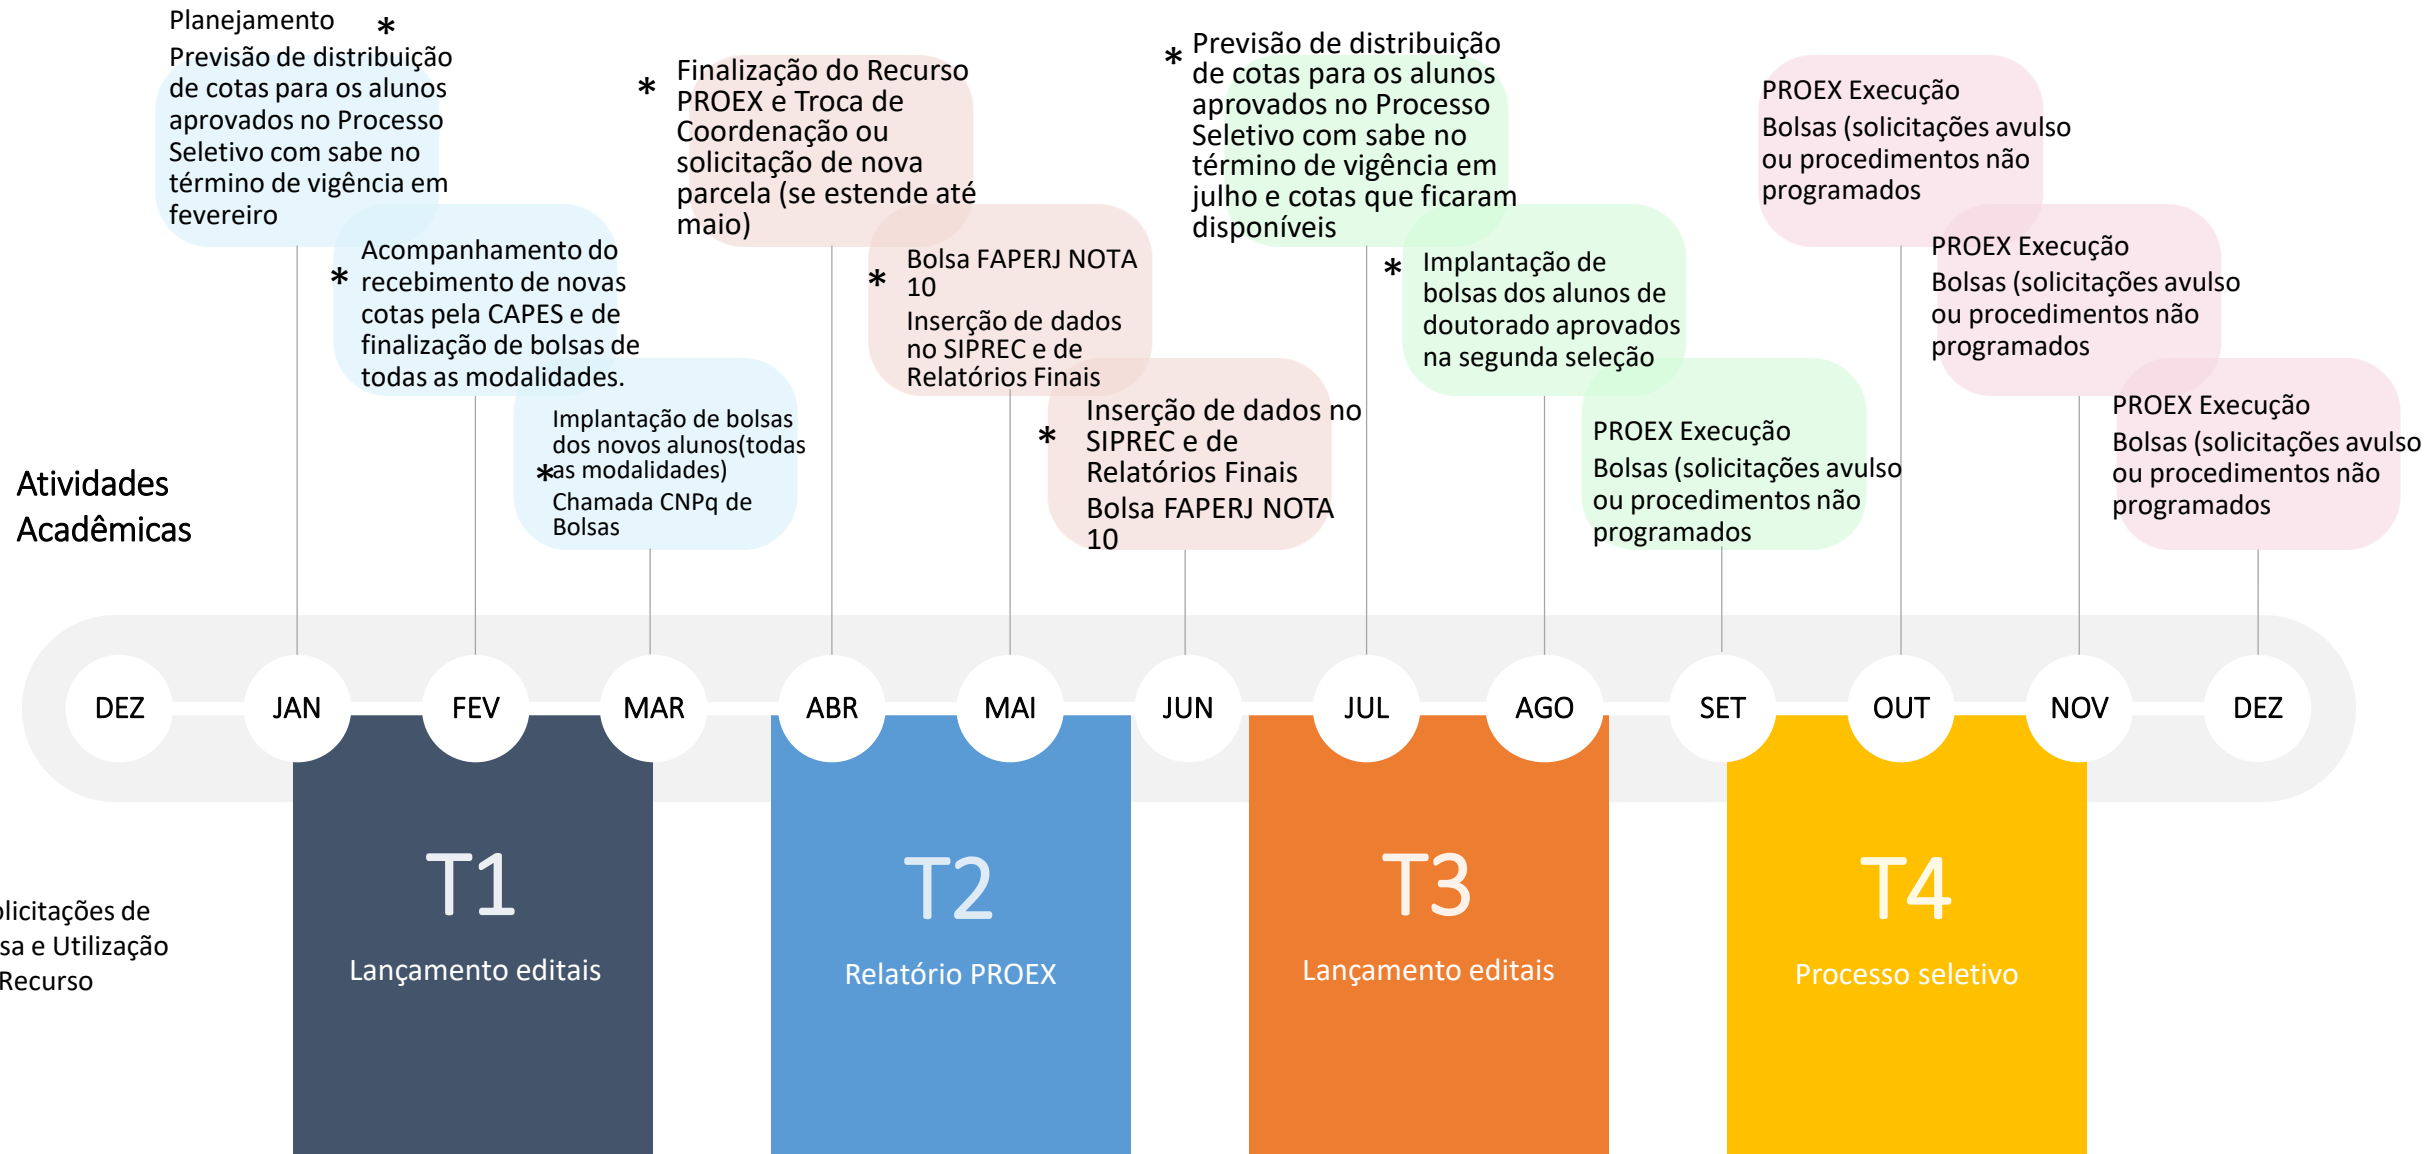 Planejamento *
Previsão de distribuição
de cotas para os alunos
aprovados no Processo
Seletivo com sabe no
término de vigência em
fevereiro
Acompanhamento do
* recebimento de novas
cotas pela CAPES e de
finalização de bolsas de
todas as modalidades.
Implantação de bolsas
dos novos alunos(todas
*as modalidades)
Chamada CNPq de
Bolsas
* Finalização do Recurso
PROEX e Troca de
Coordenação ou
solicitação de nova
parcela (se estende até
maio)
* Bolsa FAPERJ NOTA
10
Inserção de dados
no SIPREC e de
Relatórios Finais
Inserção de dados no
* SIPREC e de
Relatórios Finais
Bolsa FAPERJ NOTA
10
* Previsão de distribuição
de cotas para os alunos
aprovados no Processo
Seletivo com sabe no
término de vigência em
julho e cotas que ficaram
disponíveis
* Implantação de
bolsas dos alunos de
doutorado aprovados
na segunda seleção
PROEX Execução
Bolsas (solicitações avulso
ou procedimentos não
programados
PROEX Execução
Bolsas (solicitações avulso
ou procedimentos não
programados
PROEX Execução
Bolsas (solicitações avulso
ou procedimentos não
programados
PROEX Execução
Bolsas (solicitações avulso
ou procedimentos não
programados
Atividades
Acadêmicas
DEZ JAN FEV MAR ABR MAI JUN JUL AGO SET OUT NOV DEZ
T1
Lançamento editais
T2
Relatório PROEX
T3
Lançamento editais
T4
Processo seletivo
licitações de
sa e Utilização
Recurso